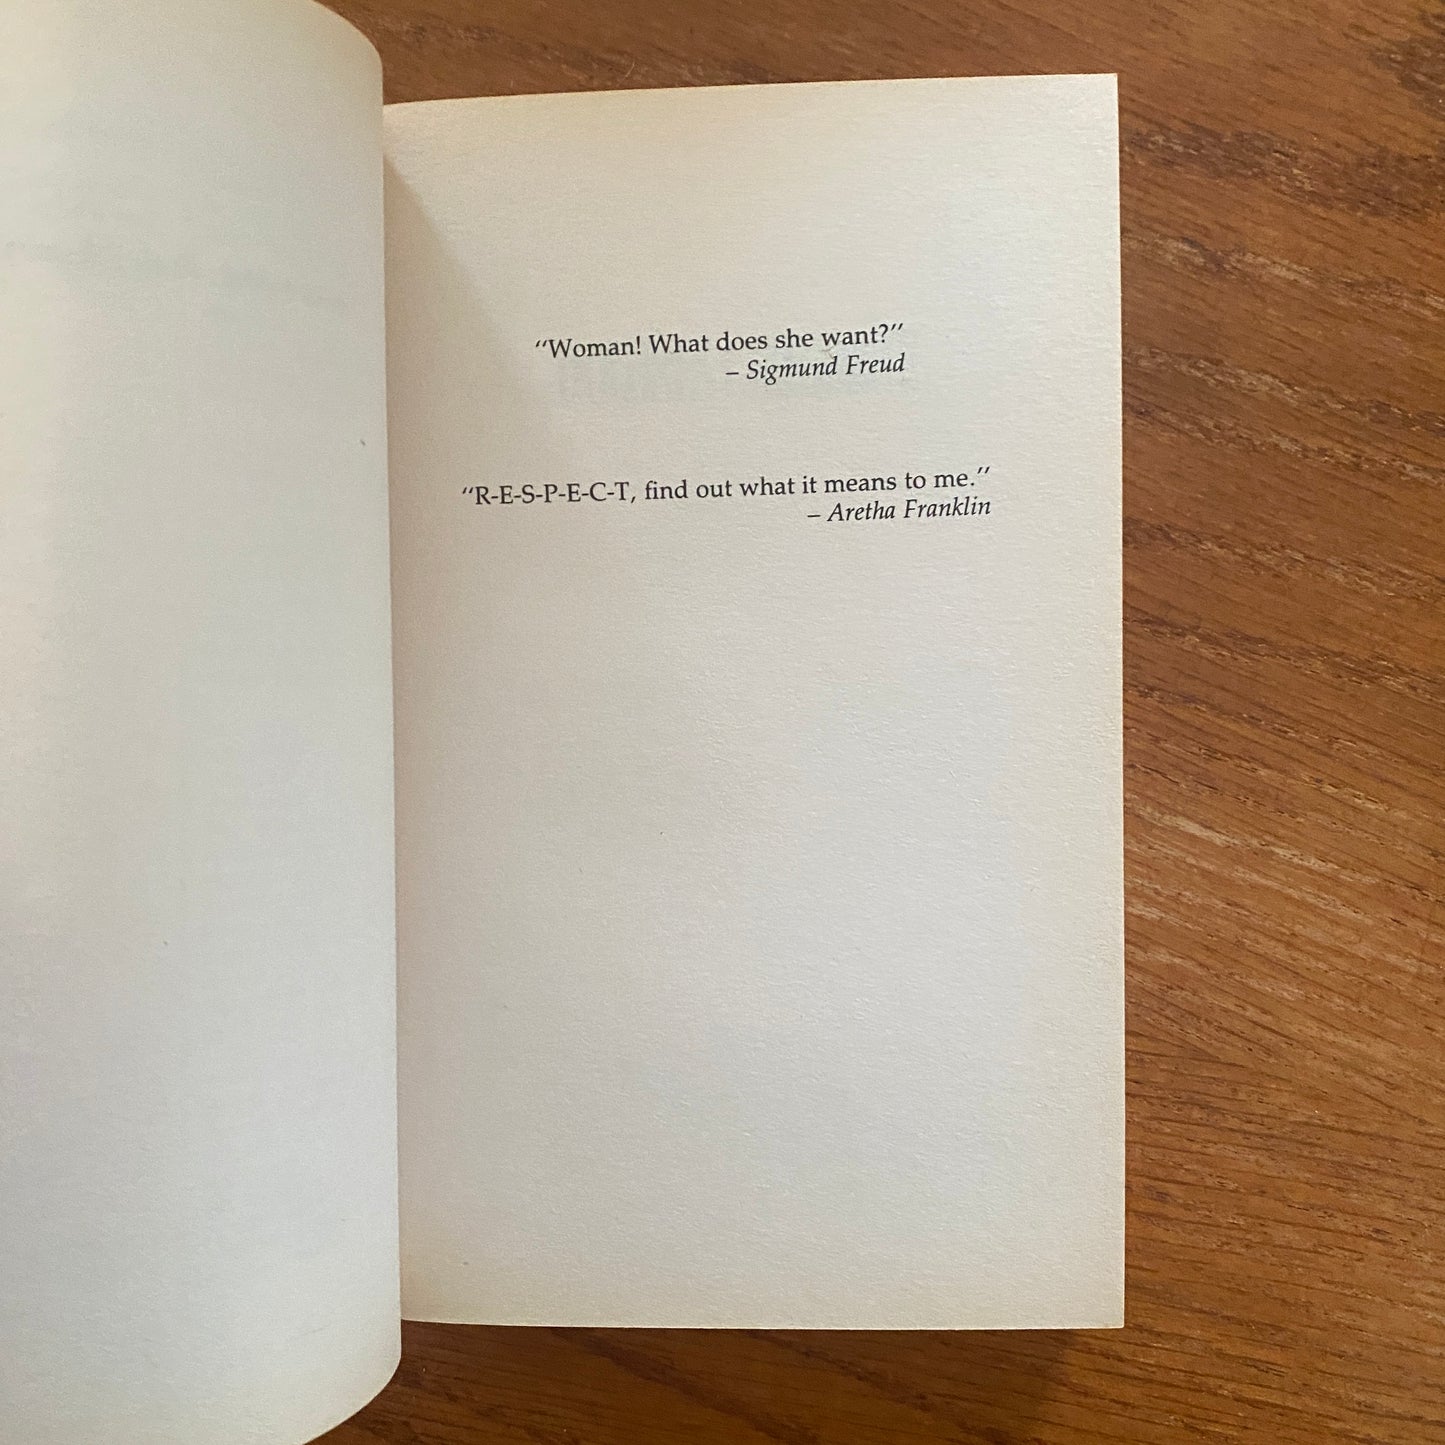 "Woman! What does she want?"
– Sigmund Freud
"R-E-S-P-E-C-T, find out what it means to me."
– Aretha Franklin